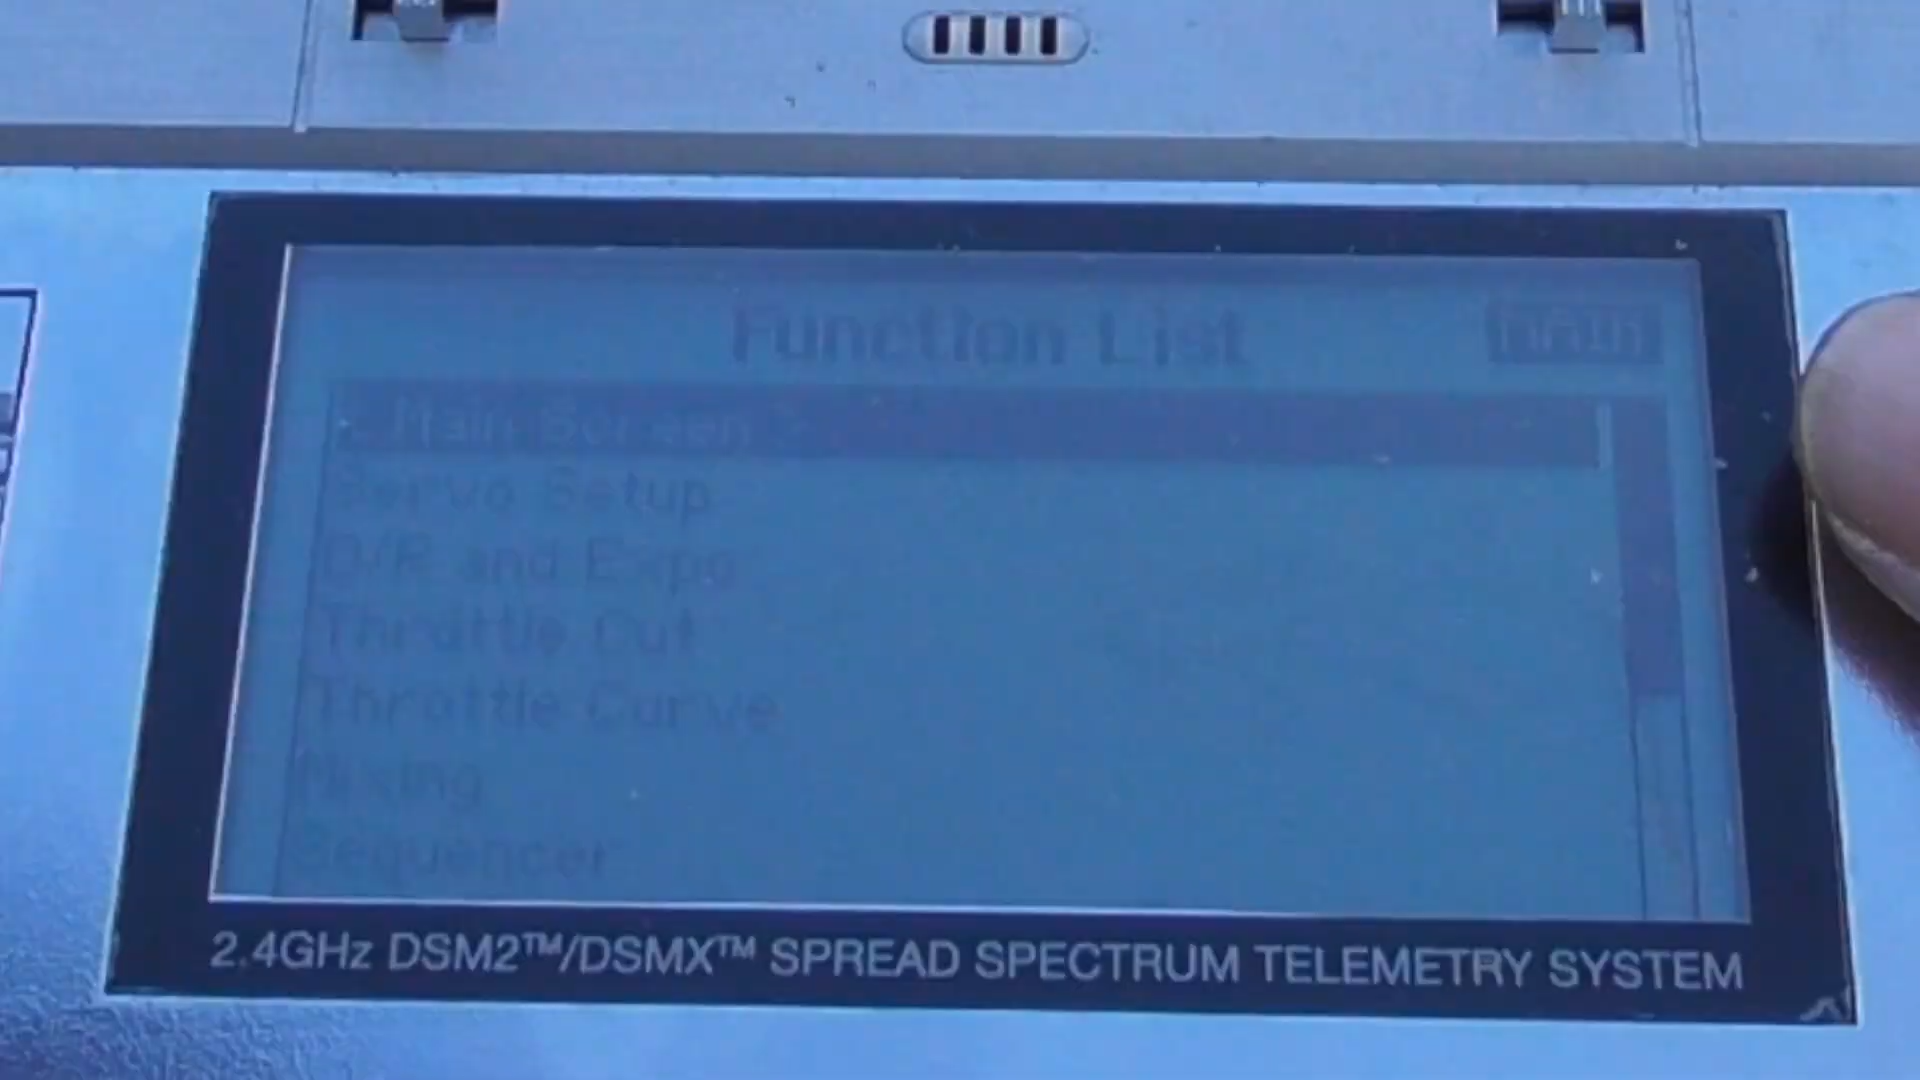 Function List
MAIN
< Main Screen >
Servo Setup
D/R and Expo
Throttle Cut
Throttle Curve
Mixing
Sequencer
2.4GHz DSM2™/DSMX™ SPREAD SPECTRUM TELEMETRY SYSTEM